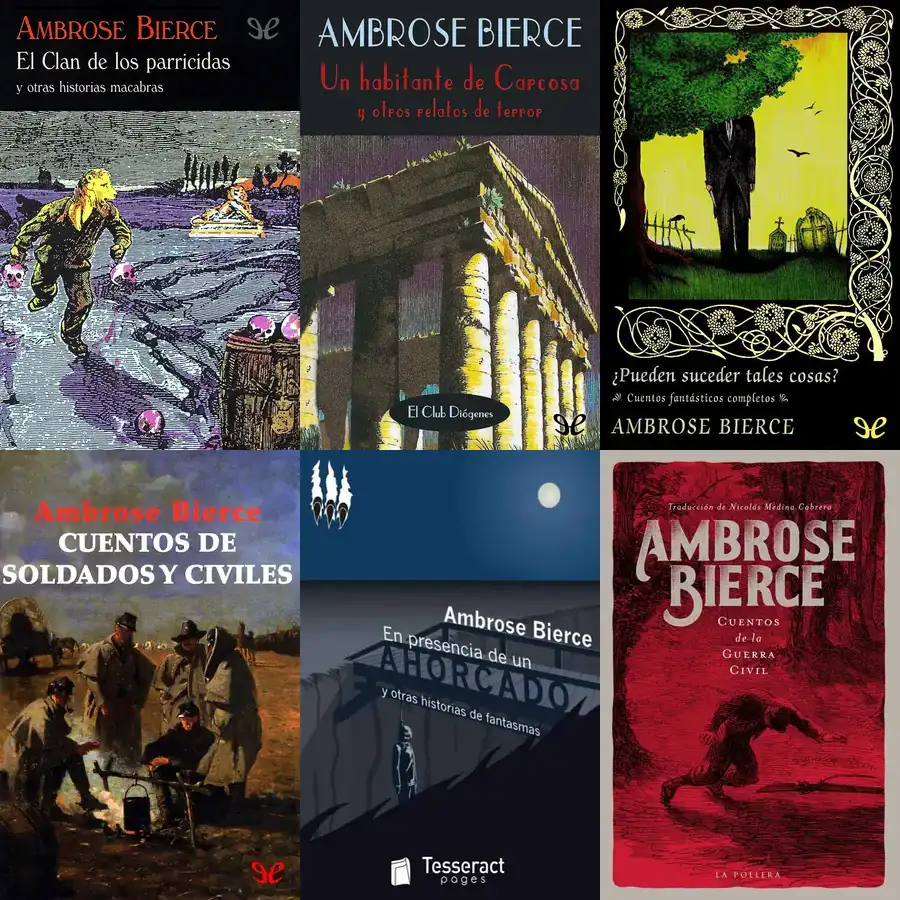 AMBROSE BIERCE
El Clan de los parricidas
y otras historias macabras
AMBROSE BIERCE
Un habitante de Carcosa
y otros relatos de terror
El Club Diógenes
¿Pueden suceder tales cosas?
Cuentos fantásticos completos
AMBROSE BIERCE
Ambrose Bierce
CUENTOS DE
SOLDADOS Y CIVILES
Ambrose Bierce
En presencia de un
AHORCADO
y otras historias de fantasmas
Tesseract
pages
Traducción de Nicolás Medina Cabrera
AMBROSE
BIERCE
CUENTOS
de la
GUERRA
CIVIL
LA POLLERA